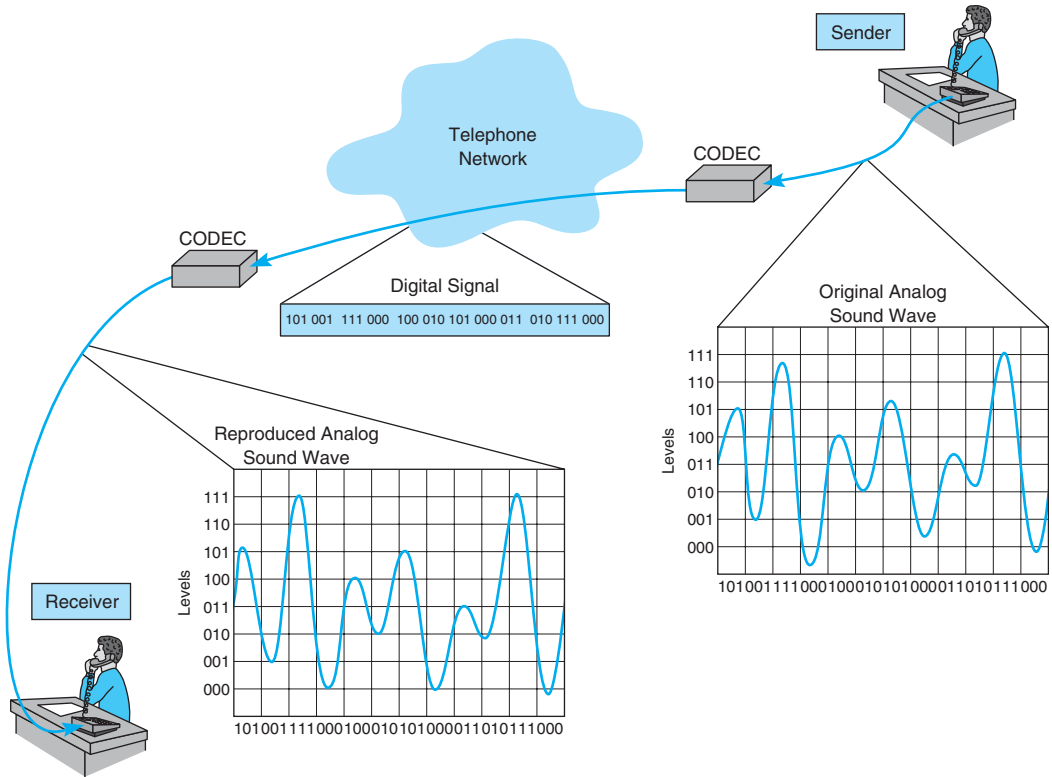 Sender
Telephone
Network
CODEC
CODEC
Digital Signal
101 001 111 000 100 010 101 000 011 010 111 000
Original Analog
Sound Wave
Levels
111
110
101
100
011
010
001
000
101001111000100010101000011010111000
Reproduced Analog
Sound Wave
Levels
111
110
101
100
011
010
001
000
101001111000100010101000011010111000
Receiver